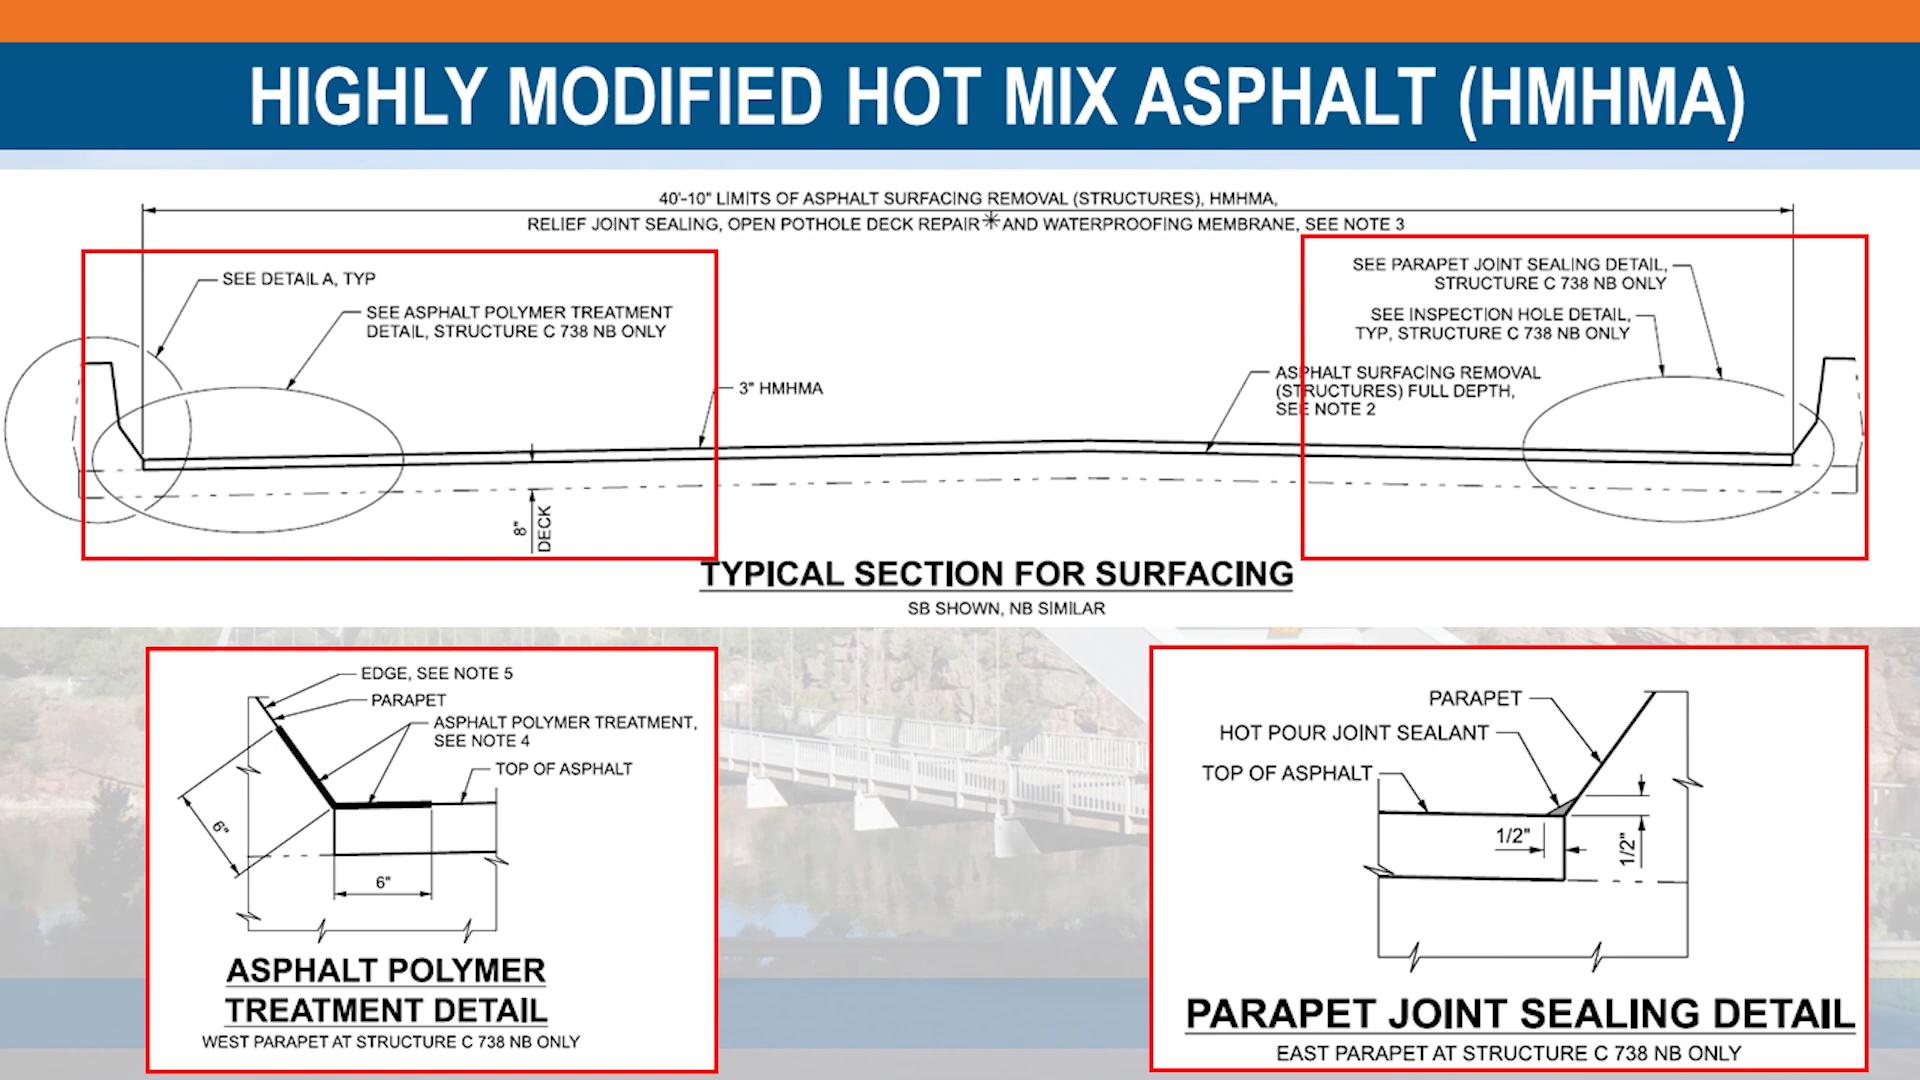 HIGHLY MODIFIED HOT MIX ASPHALT (HMHMA)
40'-10" LIMITS OF ASPHALT SURFACING REMOVAL (STRUCTURES), HMHMA,
RELIEF JOINT SEALING, OPEN POTHOLE DECK REPAIR * AND WATERPROOFING MEMBRANE, SEE NOTE 3
SEE DETAIL A, TYP
SEE ASPHALT POLYMER TREATMENT
DETAIL, STRUCTURE C 738 NB ONLY
3" HMHMA
SEE PARAPET JOINT SEALING DETAIL,
STRUCTURE C 738 NB ONLY
SEE INSPECTION HOLE DETAIL,
TYP, STRUCTURE C 738 NB ONLY
ASPHALT SURFACING REMOVAL
(STRUCTURES) FULL DEPTH,
SEE NOTE 2
8"
DECK
TYPICAL SECTION FOR SURFACING
SB SHOWN, NB SIMILAR
EDGE, SEE NOTE 5
PARAPET
ASPHALT POLYMER TREATMENT,
SEE NOTE 4
TOP OF ASPHALT
6"
6"
ASPHALT POLYMER
TREATMENT DETAIL
WEST PARAPET AT STRUCTURE C 738 NB ONLY
PARAPET
HOT POUR JOINT SEALANT
TOP OF ASPHALT
1/2"
1/2"
PARAPET JOINT SEALING DETAIL
EAST PARAPET AT STRUCTURE C 738 NB ONLY